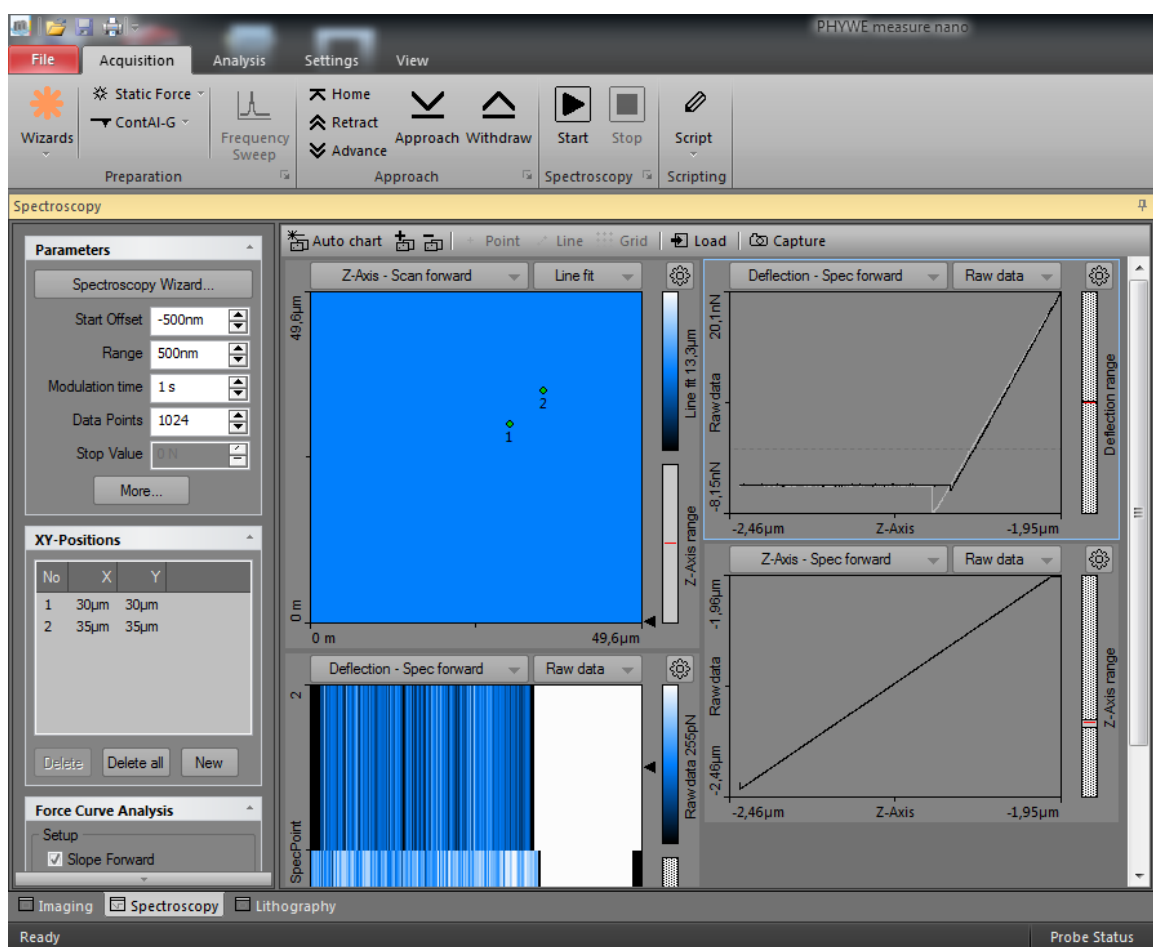 PHYWE measure nano
File Acquisition Analysis Settings View
Wizards
Static Force
ContAl-G
Frequency Sweep
Preparation
Home
Retract
Advance
Approach Withdraw
Approach
Start Stop
Spectroscopy
Script
Scripting
Spectroscopy
Parameters
Spectroscopy Wizard...
Start Offset -500nm
Range 500nm
Modulation time 1 s
Data Points 1024
Stop Value 0 N
More...
XY-Positions
No X Y
1 30µm 30µm
2 35µm 35µm
Delete Delete all New
Force Curve Analysis
Setup
Slope Forward
Auto chart Point Line Grid Load Capture
Z-Axis - Scan forward Line fit
49,6µm
0 m
1
2
0 m 49,6µm
Line fit 13,3µm
Z-Axis range
Deflection - Spec forward Raw data
20,1nN
Raw data
-8,15nN
-2,46µm Z-Axis -1,95µm
Deflection range
Deflection - Spec forward Raw data
2
SpecPoint
Raw data 255pN
Z-Axis - Spec forward Raw data
-1,96µm
Raw data
-2,46µm
-2,46µm Z-Axis -1,95µm
Z-Axis range
Imaging Spectroscopy Lithography
Ready Probe Status